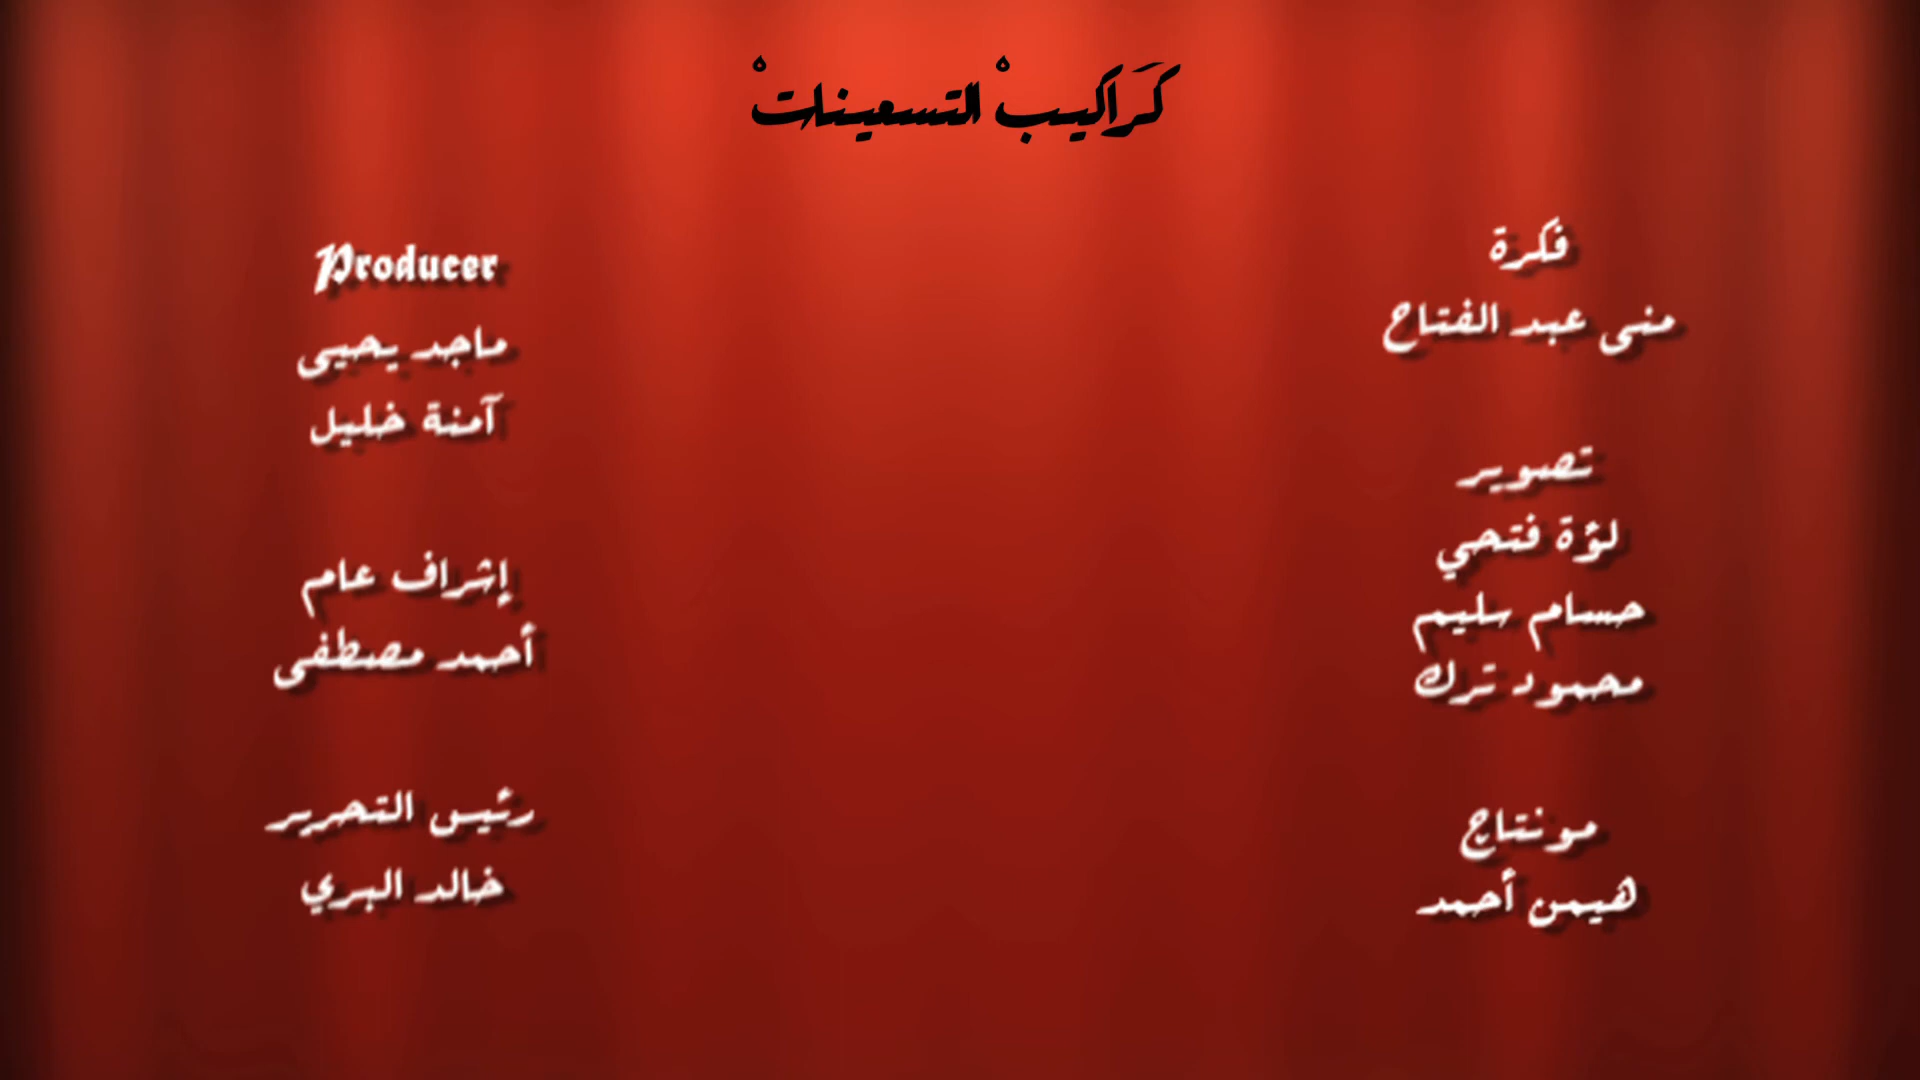 كَرَاكيبْ التسعيناتْ
فكرة
منى عبد الفتاح
تصوير
لؤة فتحي
حسام سليم
محمود ترك
مونتاج
هيمن أحمد
Producer
ماجد يحيى
آمنة خليل
إشراف عام
أحمد مصطفى
رئيس التحرير
خالد البري